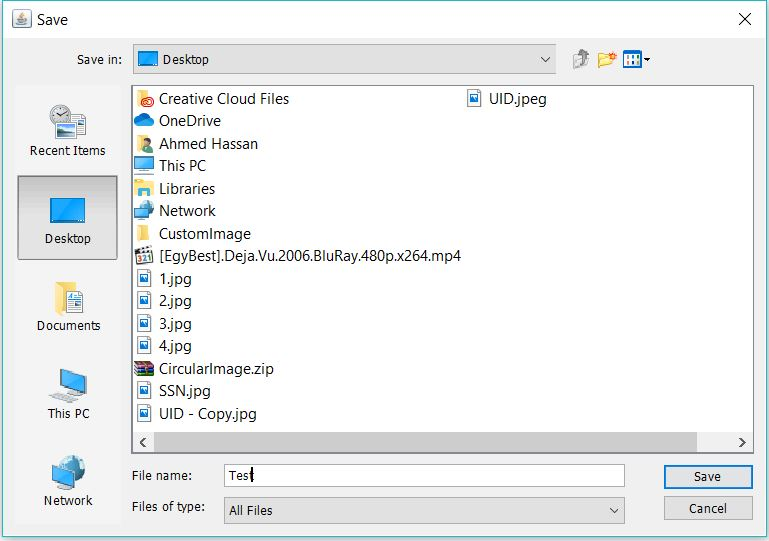 Save
Save in: Desktop
Recent Items
Desktop
Documents
This PC
Network
Creative Cloud Files
OneDrive
Ahmed Hassan
This PC
Libraries
Network
CustomImage
[EgyBest].Deja.Vu.2006.BluRay.480p.x264.mp4
1.jpg
2.jpg
3.jpg
4.jpg
CircularImage.zip
SSN.jpg
UID - Copy.jpg
UID.jpeg
File name: Test
Save
Files of type: All Files
Cancel